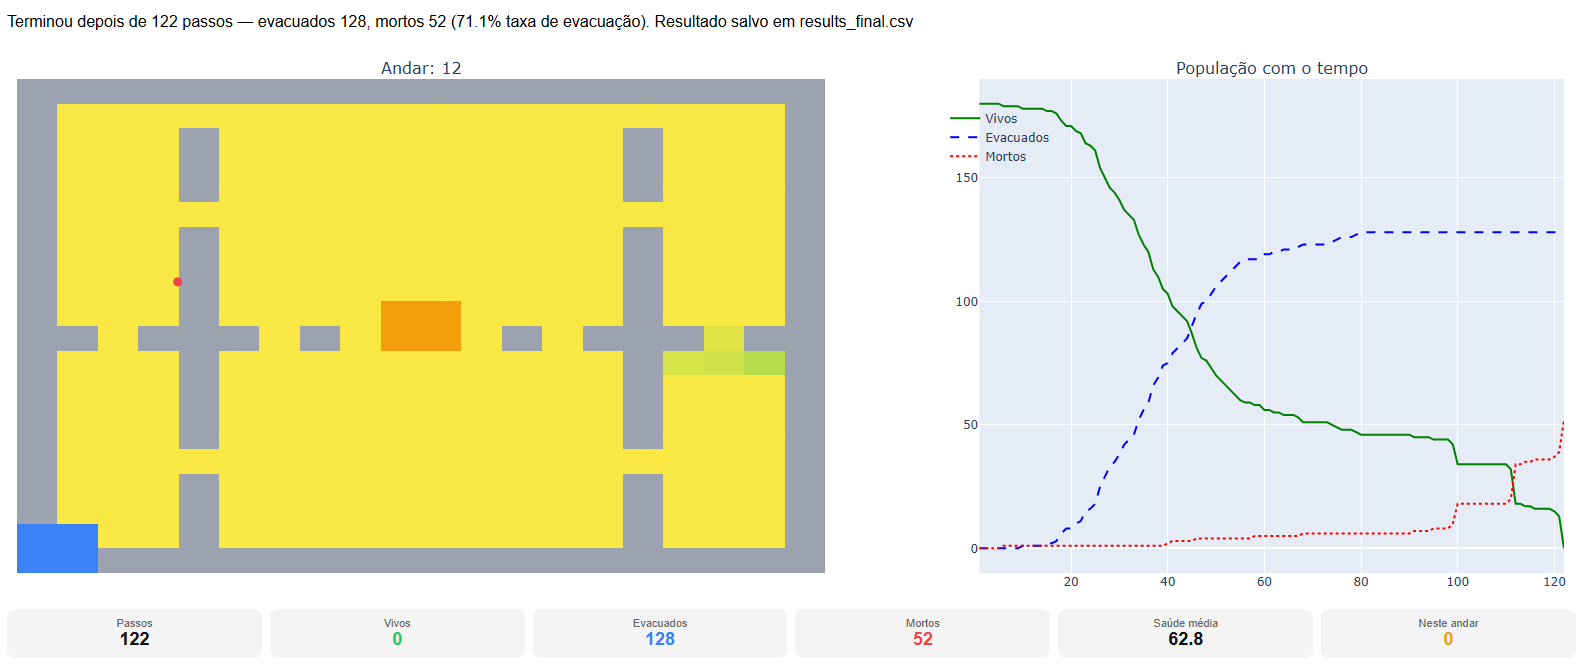 Terminou depois de 122 passos — evacuados 128, mortos 52 (71.1% taxa de evacuação). Resultado salvo em results_final.csv
Andar: 12
População com o tempo
Vivos
Evacuados
Mortos
150
100
50
0
20 40 60 80 100 120
Passos
122
Vivos
0
Evacuados
128
Mortos
52
Saúde média
62.8
Neste andar
0